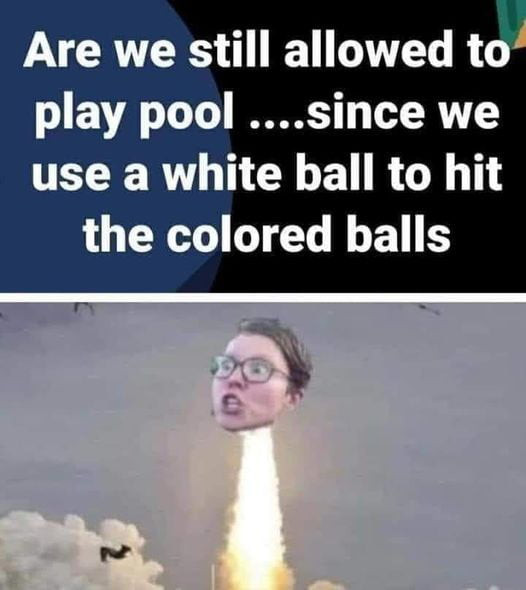 Are we still allowed to
play pool ....since we
use a white ball to hit
the colored balls